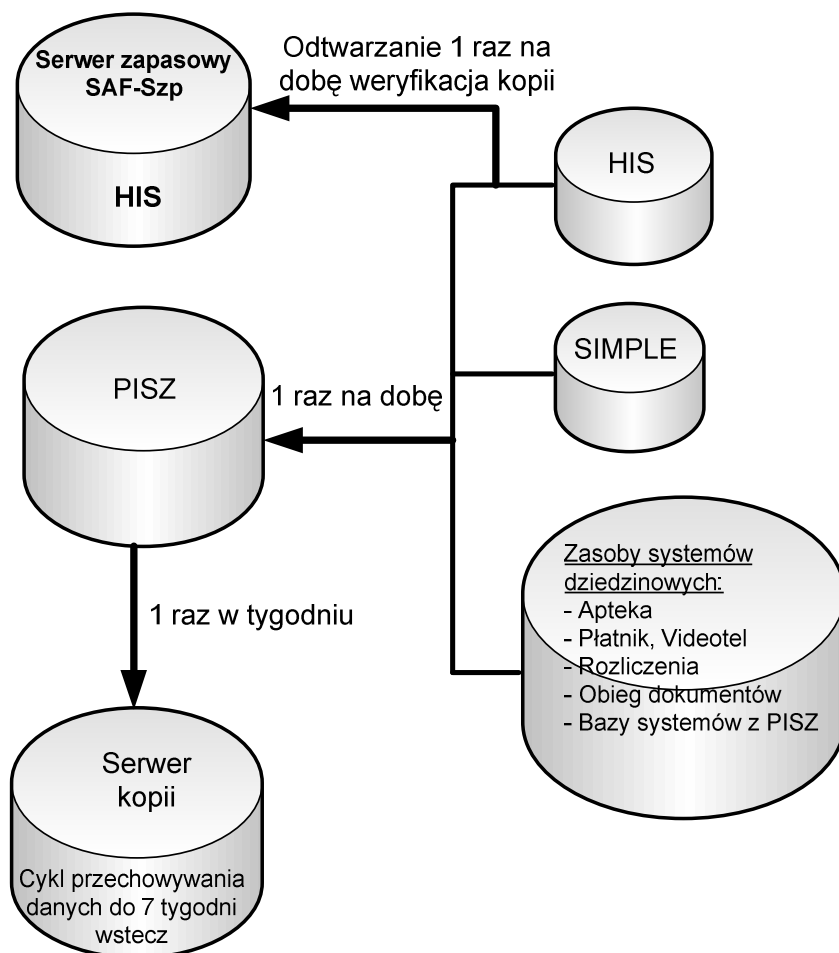 Serwer zapasowy
SAF-Szp
HIS
Odtwarzanie 1 raz na
dobę weryfikacja kopii
HIS
SIMPLE
PISZ
1 raz na dobę
Zasoby systemów
dziedzinowych:
- Apteka
- Płatnik, Videotel
- Rozliczenia
- Obieg dokumentów
- Bazy systemów z PISZ
1 raz w tygodniu
Serwer
kopii
Cykl przechowywania
danych do 7 tygodni
wstecz